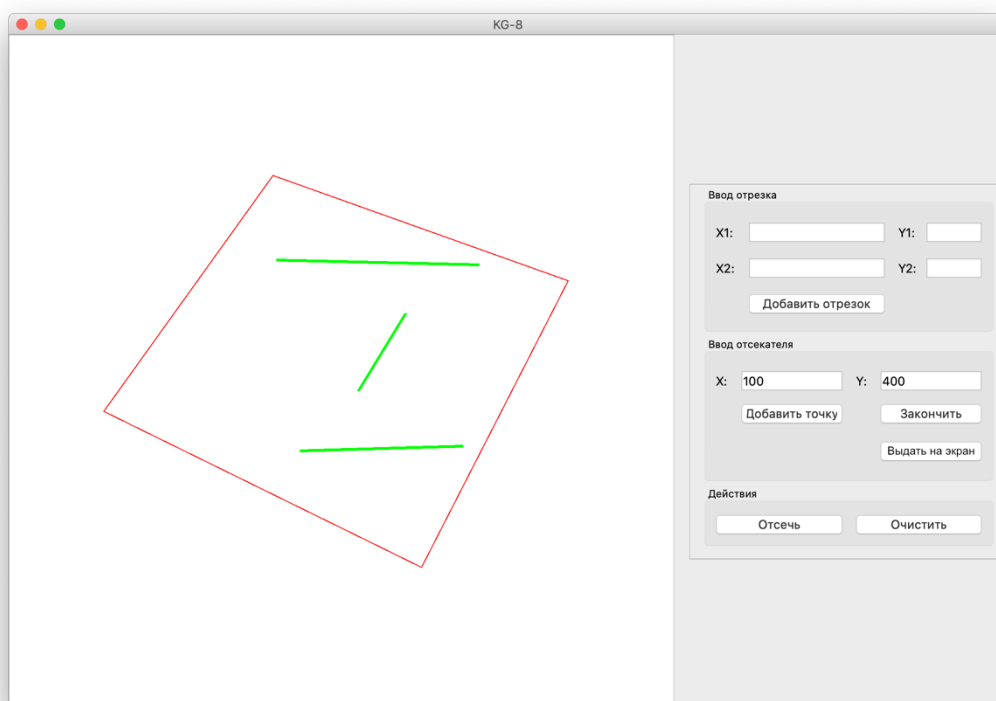 KG-8
Ввод отрезка
X1: Y1:
X2: Y2:
Добавить отрезок
Ввод отсекателя
X: 100 Y: 400
Добавить точку Закончить
Выдать на экран
Действия
Отсечь Очистить